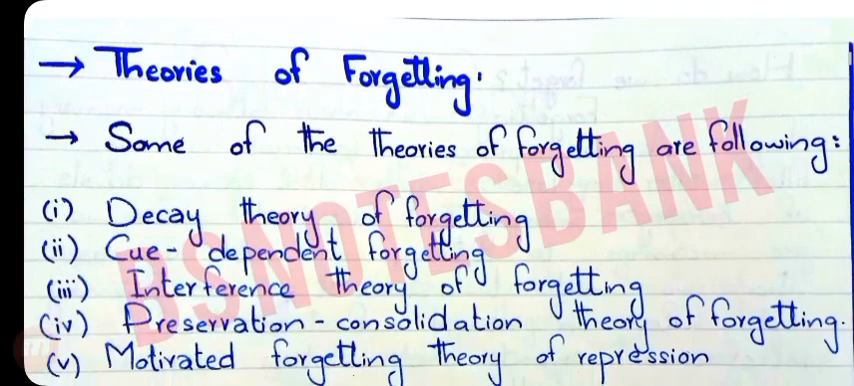 → Theories of Forgetting.
→ Some of the theories of forgetting are following:
(i) Decay theory of forgetting
(ii) Cue-dependent forgetting
(iii) Interference theory of forgetting
(iv) Preservation-consolidation theory of forgetting.
(v) Motivated forgetting theory of repression
DSNOTESBANK